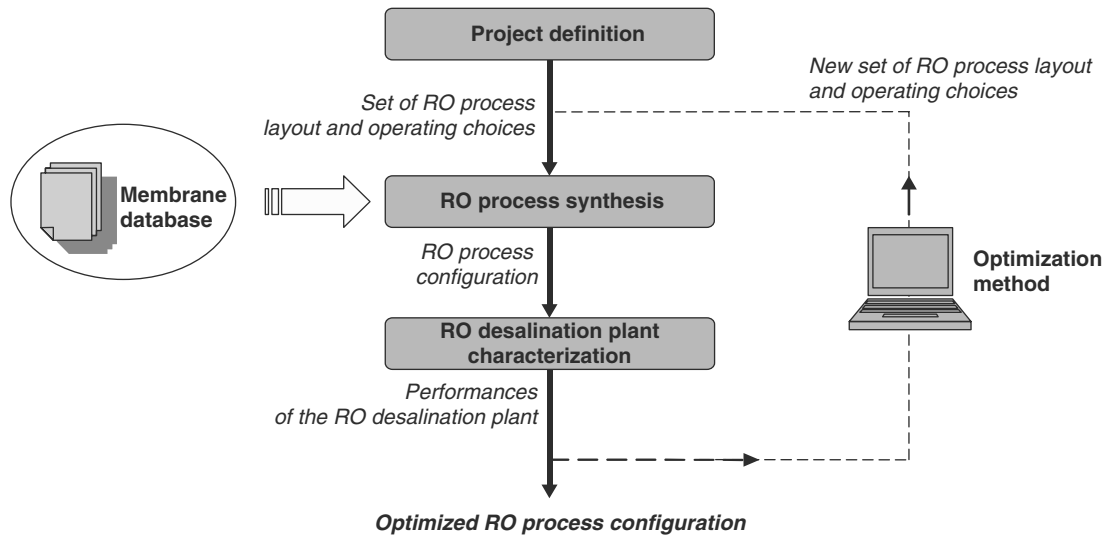 Project definition
New set of RO process layout
and operating choices
Set of RO process
layout and operating choices
Membrane
database
RO process synthesis
RO process
configuration
Optimization
method
RO desalination plant
characterization
Performances
of the RO desalination plant
Optimized RO process configuration